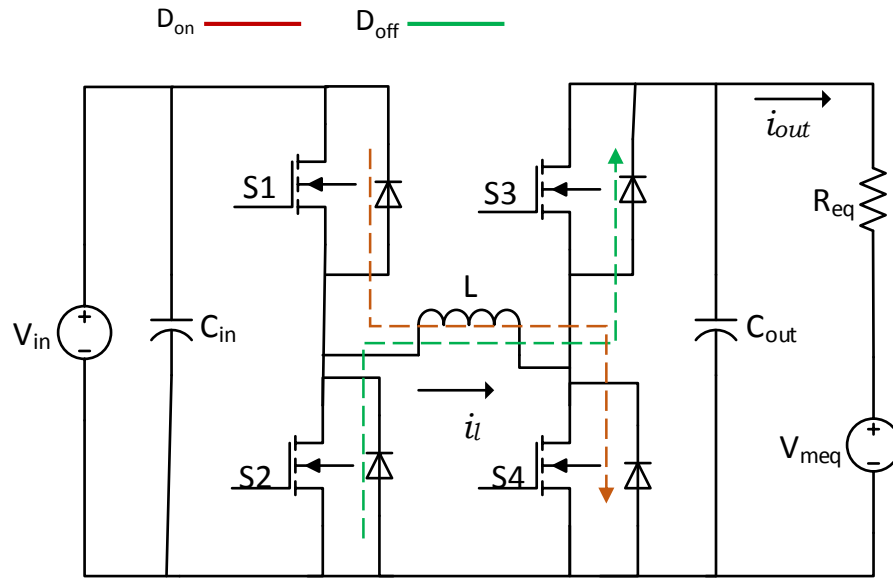 Don
Doff
iout
S1
S3
Req
L
Vin
+
−
Cin
Cout
il
S2
S4
Vmeq
+
−